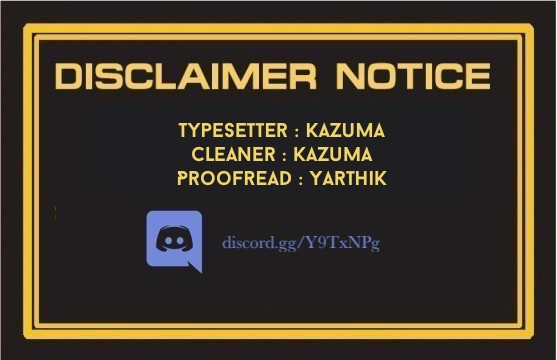 DISCLAIMER NOTICE
TYPESETTER : KAZUMA
CLEANER : KAZUMA
PROOFREAD : YARTHIK
discord.gg/Y9TxNPg